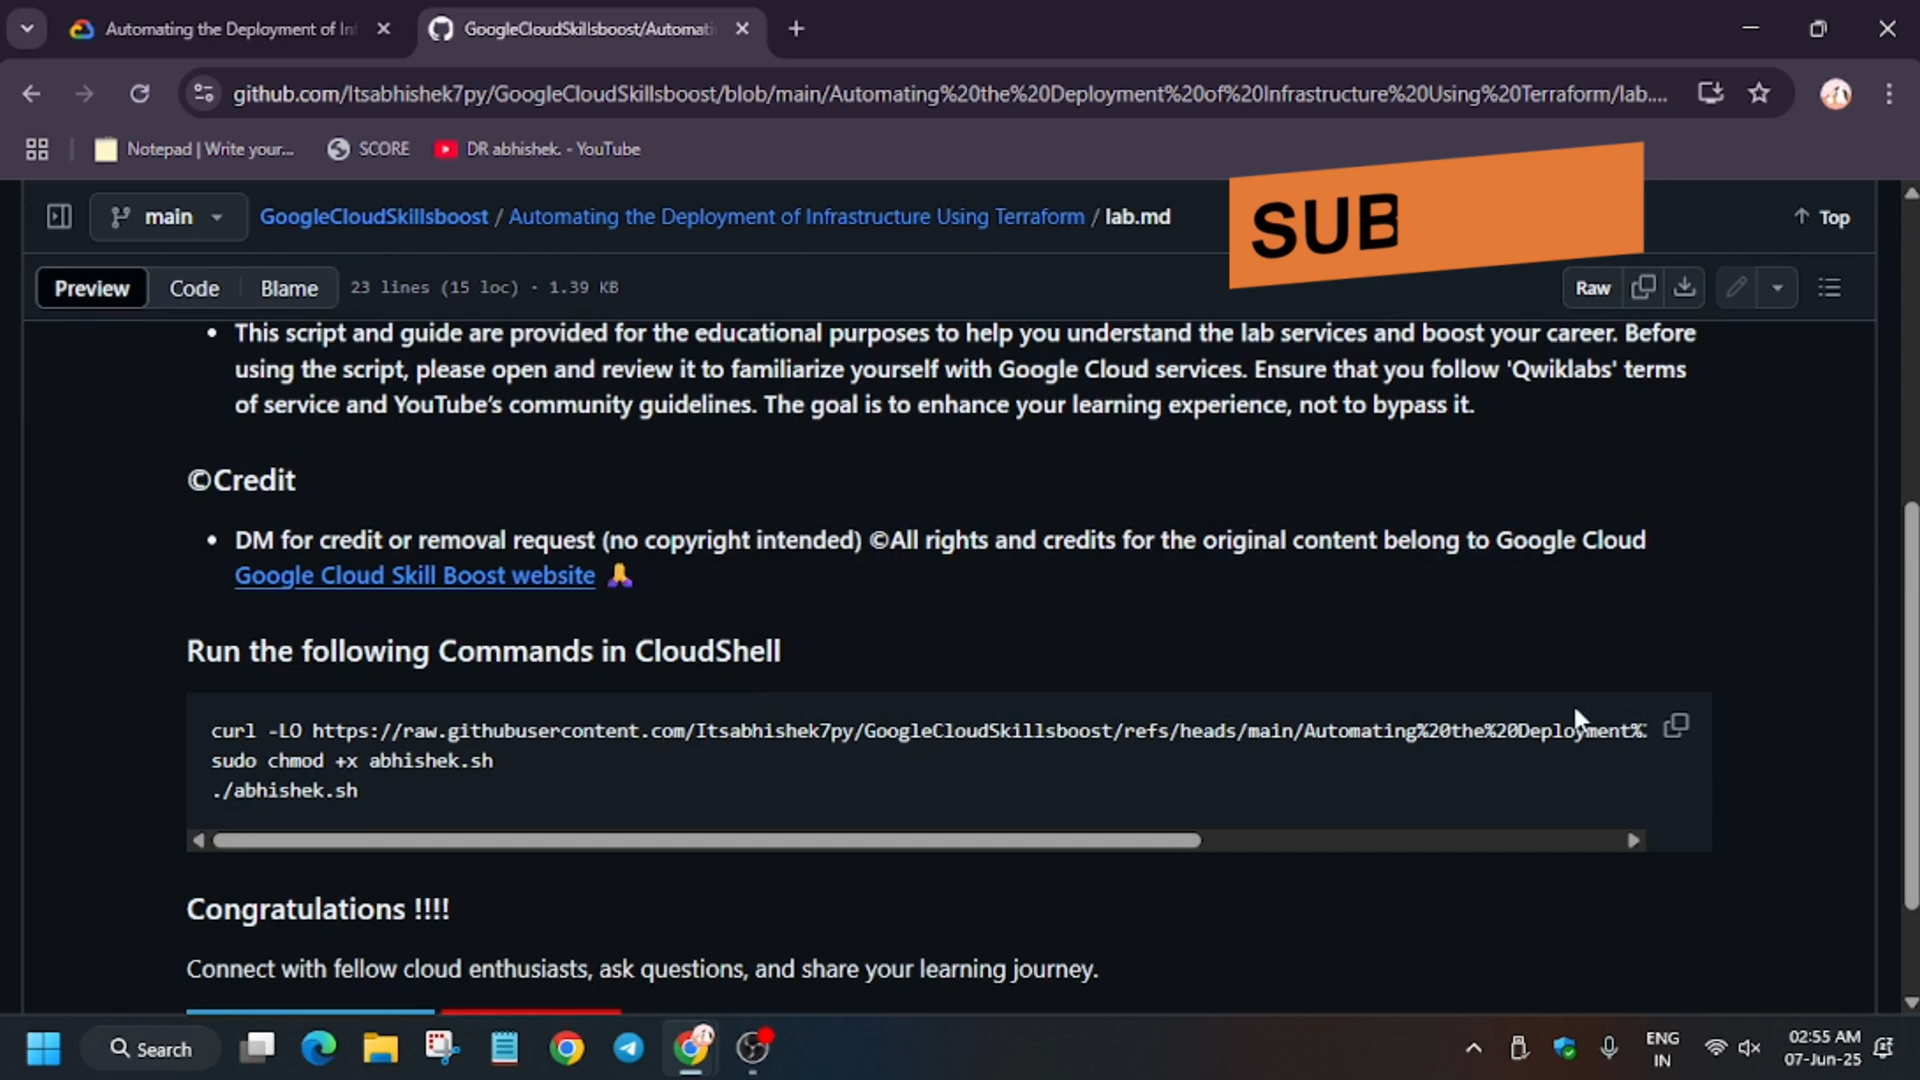 Automating the Deployment of In
GoogleCloudSkillsboost/Automati
github.com/Itsabhishek7py/GoogleCloudSkillsboost/blob/main/Automating%20the%20Deployment%20of%20Infrastructure%20Using%20Terraform/lab....
Notepad | Write your...
SCORE
DR abhishek. - YouTube
main
GoogleCloudSkillsboost / Automating the Deployment of Infrastructure Using Terraform / lab.md
SUB
Top
Preview
Code
Blame
23 lines (15 loc) · 1.39 KB
Raw
• This script and guide are provided for the educational purposes to help you understand the lab services and boost your career. Before
using the script, please open and review it to familiarize yourself with Google Cloud services. Ensure that you follow 'Qwiklabs' terms
of service and YouTube’s community guidelines. The goal is to enhance your learning experience, not to bypass it.
©Credit
• DM for credit or removal request (no copyright intended) ©All rights and credits for the original content belong to Google Cloud
Google Cloud Skill Boost website 🙏
Run the following Commands in CloudShell
curl -LO https://raw.githubusercontent.com/Itsabhishek7py/GoogleCloudSkillsboost/refs/heads/main/Automating%20the%20Deployment%
sudo chmod +x abhishek.sh
./abhishek.sh
Congratulations !!!!
Connect with fellow cloud enthusiasts, ask questions, and share your learning journey.
Search
ENG
IN
02:55 AM
07-Jun-25